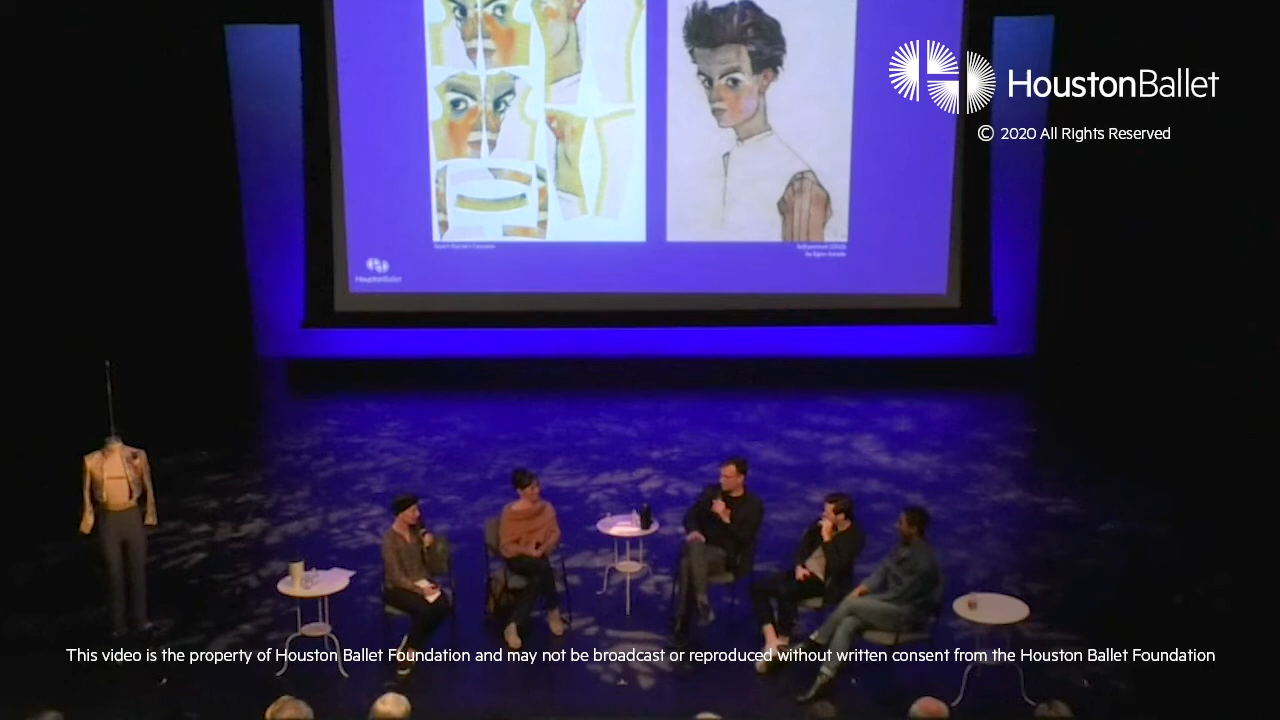 HoustonBallet
© 2020 All Rights Reserved
HoustonBallet
This video is the property of Houston Ballet Foundation and may not be broadcast or reproduced without written consent from the Houston Ballet Foundation